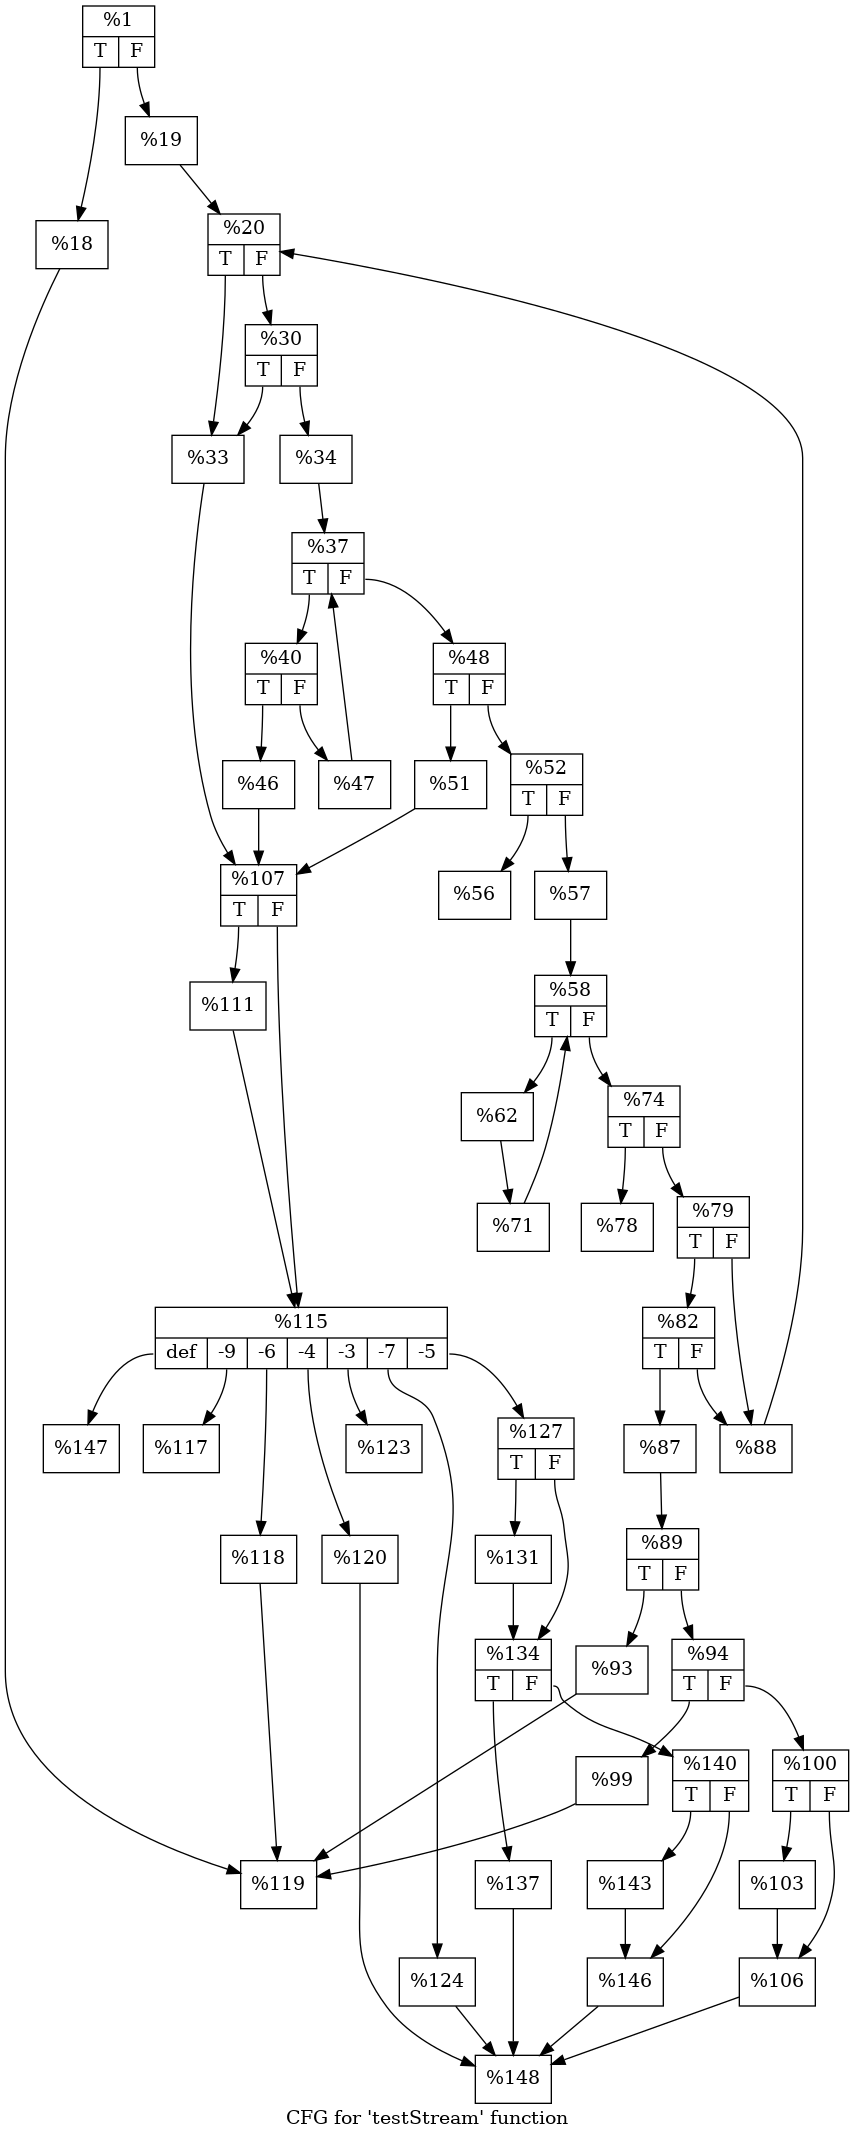 %1
T F
%19
%20
T F
%18
%30
T F
%33
%34
%37
T F
%40
T F
%48
T F
%46
%47
%51
%52
T F
%107
T F
%56
%57
%111
%58
T F
%62
%74
T F
%71
%78
%79
T F
%115
def -9 -6 -4 -3 -7 -5
%82
T F
%147
%117
%123
%127
T F
%87
%88
%118
%120
%131
%89
T F
%134
T F
%93
%94
T F
%99
%140
T F
%100
T F
%119
%137
%143
%103
%124
%146
%106
%148
CFG for 'testStream' function